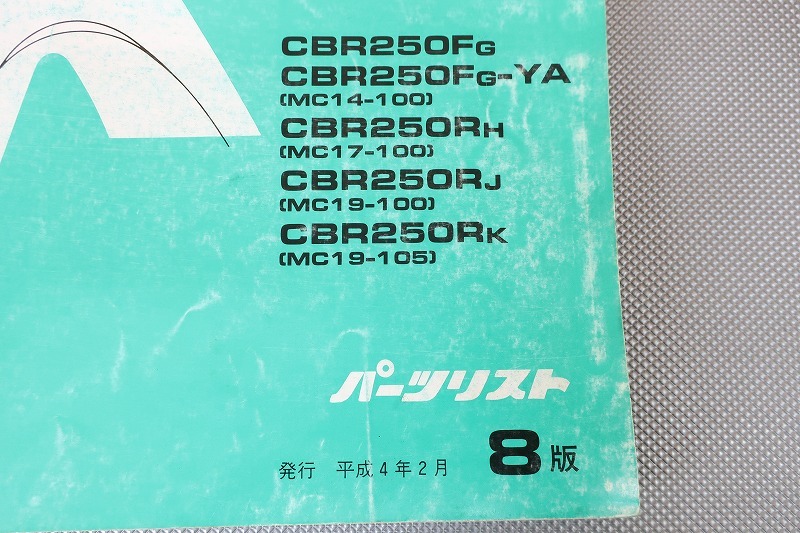 CBR250FG
CBR250FG-YA
(MC14-100)
CBR250RH
(MC17-100)
CBR250RJ
(MC19-100)
CBR250RK
(MC19-105)
パーツリスト
発行 平成4年2月 8版